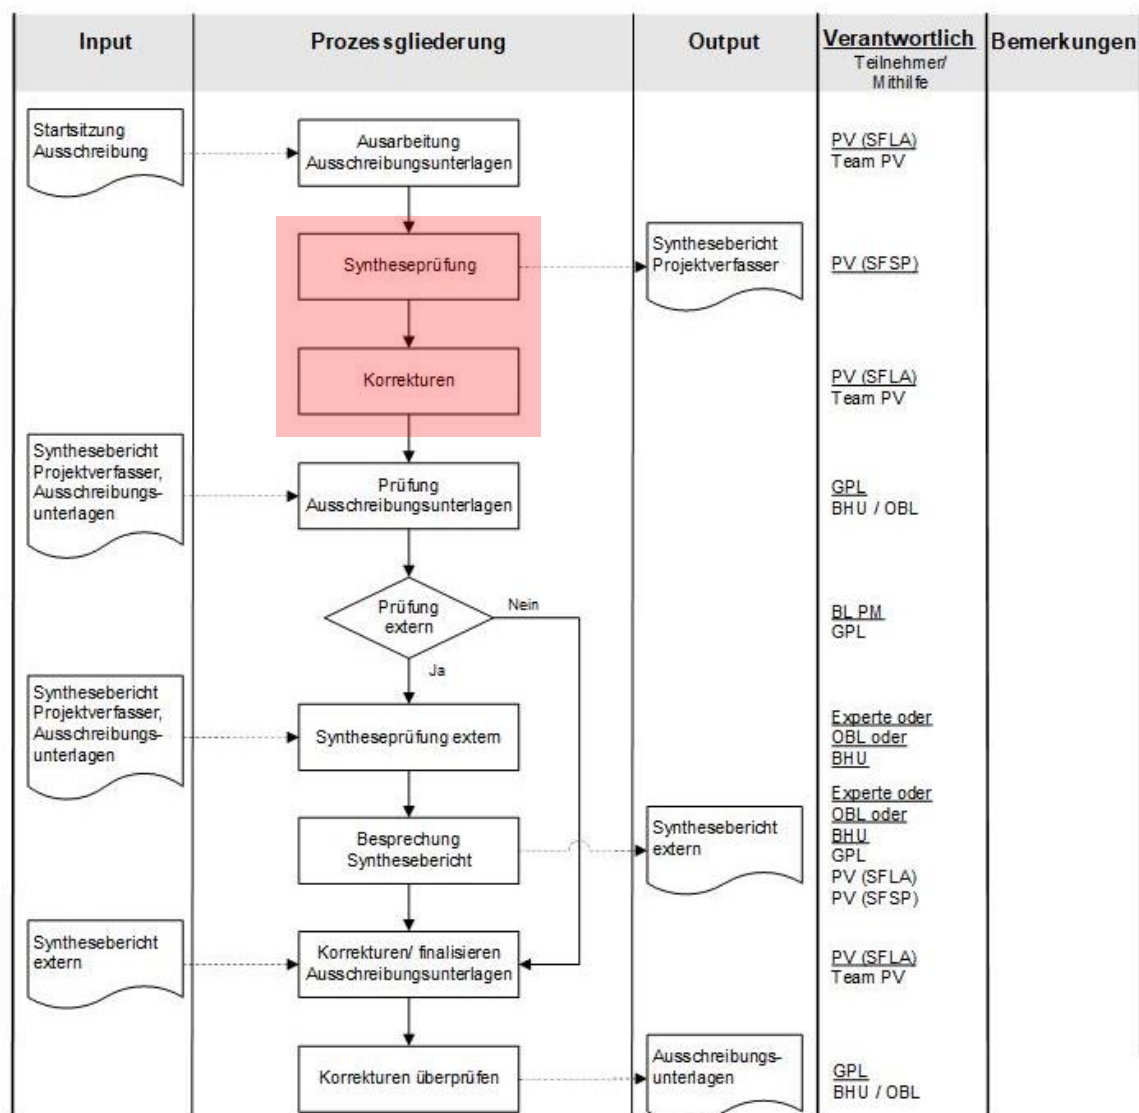 Input
Prozessgliederung
Output
Verantwortlich
Teilnehmer/
Mithilfe
Bemerkungen
Startsitzung
Ausschreibung
Ausarbeitung
Ausschreibungsunterlagen
PV (SFLA)
Team PV
Syntheseprüfung
Synthesebericht
Projektverfasser
PV (SFSP)
Korrekturen
PV (SFLA)
Team PV
Synthesebericht
Projektverfasser,
Ausschreibungs-
unterlagen
Prüfung
Ausschreibungsunterlagen
GPL
BHU / OBL
Prüfung
extern
Nein
Ja
BL PM
GPL
Synthesebericht
Projektverfasser,
Ausschreibungs-
unterlagen
Syntheseprüfung extern
Experte oder
OBL oder
BHU
Besprechung
Synthesebericht
Synthesebericht
extern
Experte oder
OBL oder
BHU
GPL
PV (SFLA)
PV (SFSP)
Synthesebericht
extern
Korrekturen/ finalisieren
Ausschreibungsunterlagen
PV (SFLA)
Team PV
Korrekturen überprüfen
Ausschreibungs-
unterlagen
GPL
BHU / OBL